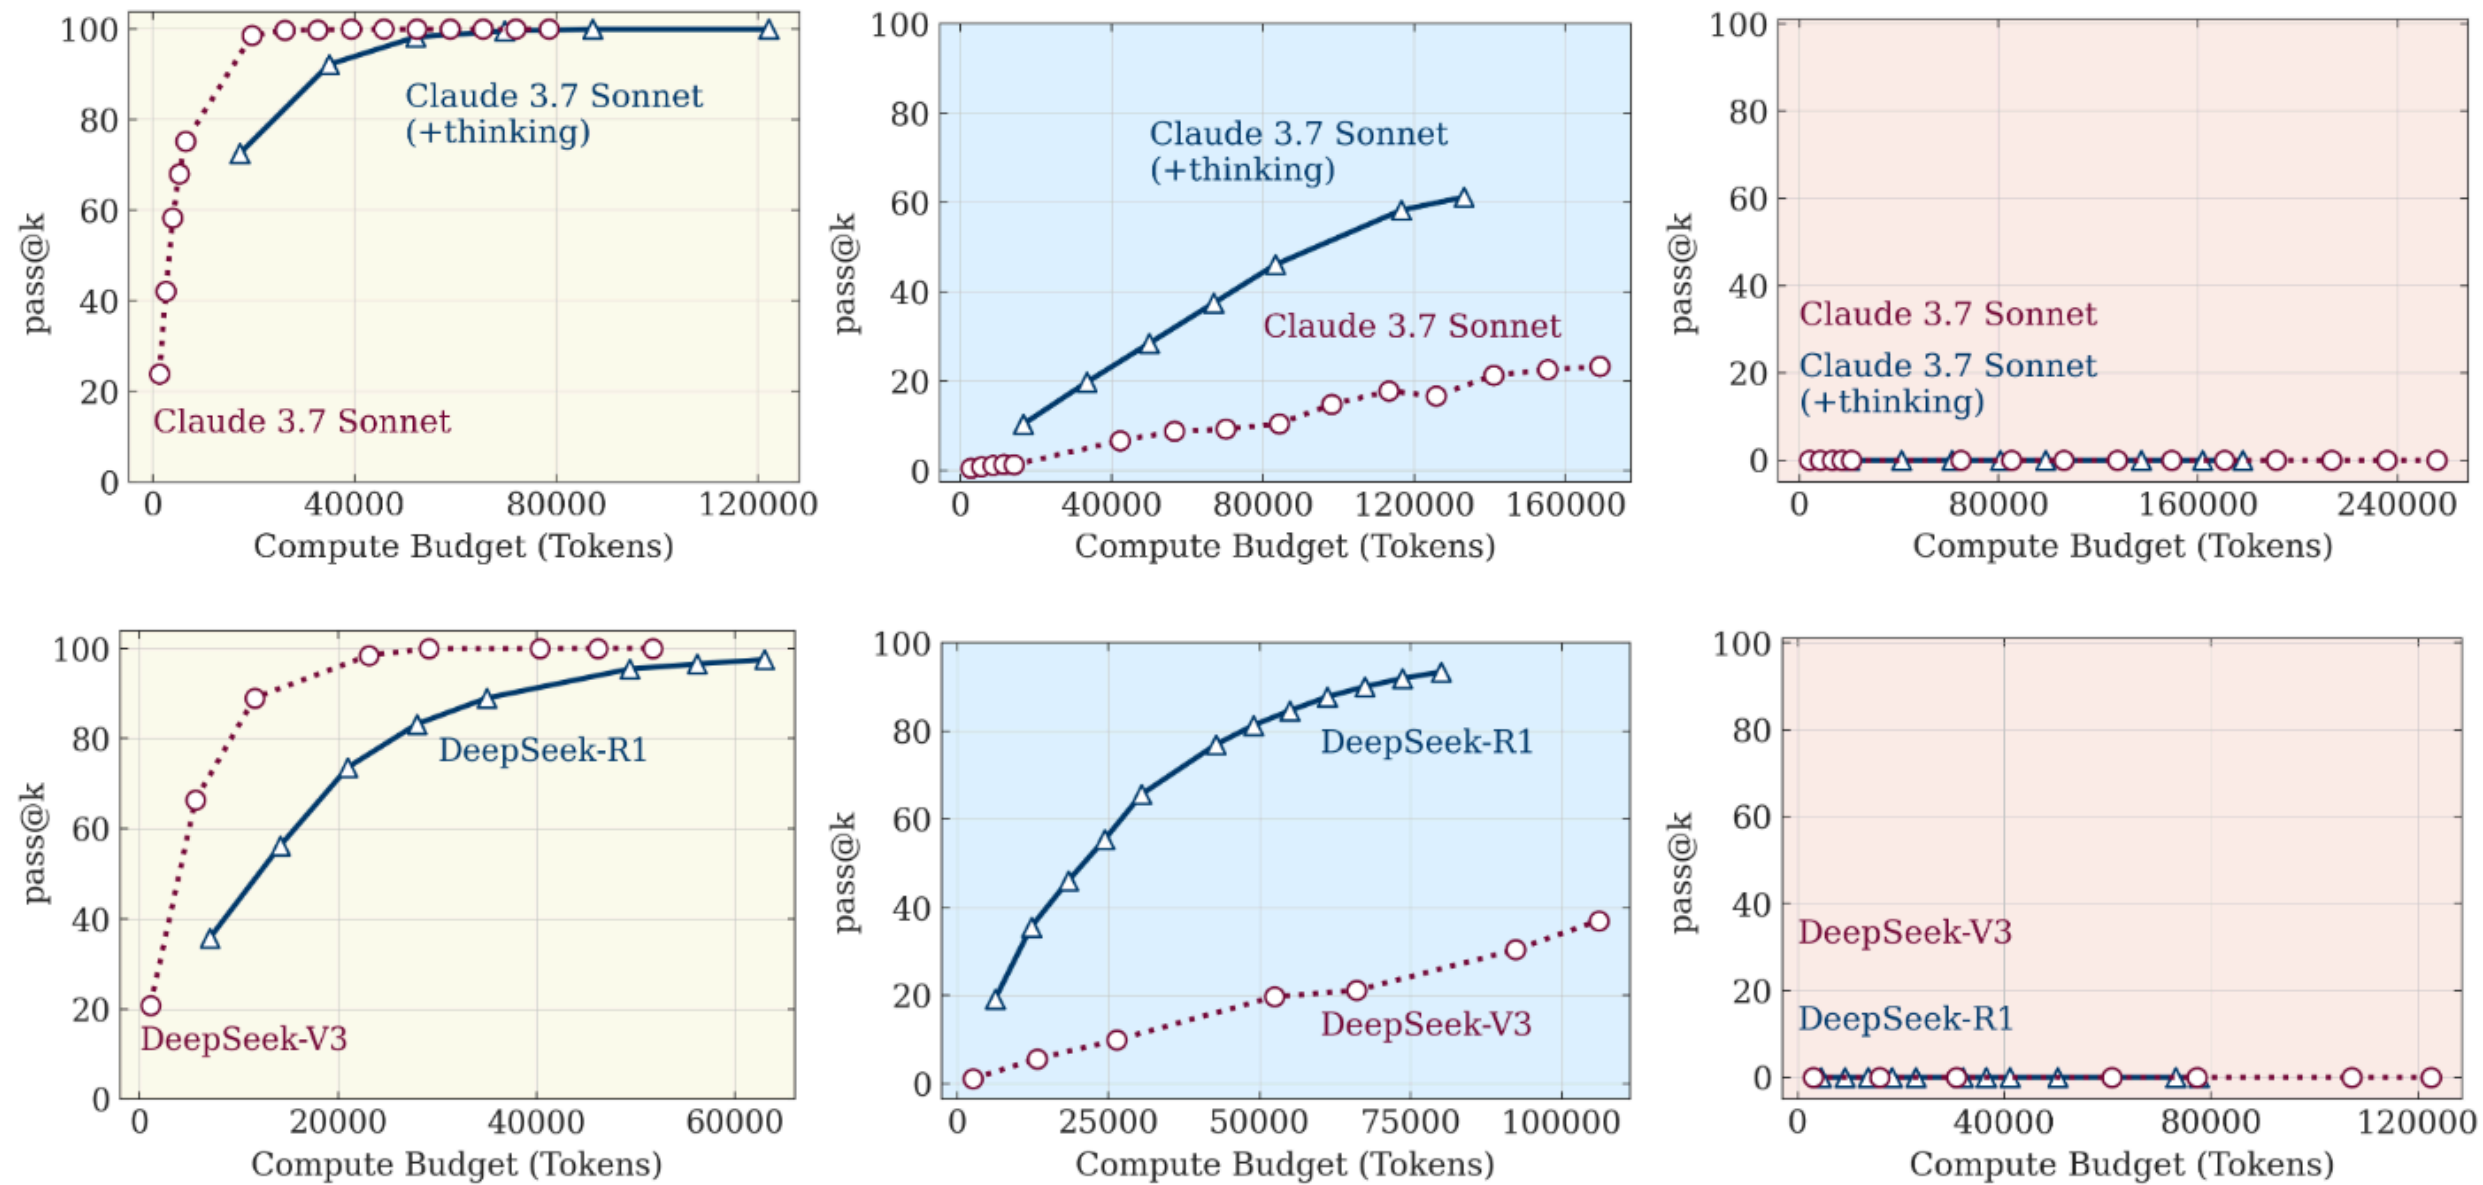 100
80
60
40
20
0
pass@k
Claude 3.7 Sonnet
(+thinking)
Claude 3.7 Sonnet
0
40000
80000
120000
Compute Budget (Tokens)
100
80
60
40
20
0
pass@k
Claude 3.7 Sonnet
(+thinking)
Claude 3.7 Sonnet
0
40000
80000
120000
160000
Compute Budget (Tokens)
100
80
60
40
20
0
pass@k
Claude 3.7 Sonnet
Claude 3.7 Sonnet
(+thinking)
0
80000
160000
240000
Compute Budget (Tokens)
100
80
60
40
20
0
pass@k
DeepSeek-R1
DeepSeek-V3
0
20000
40000
60000
Compute Budget (Tokens)
100
80
60
40
20
0
pass@k
DeepSeek-R1
DeepSeek-V3
0
25000
50000
75000
100000
Compute Budget (Tokens)
100
80
60
40
20
0
pass@k
DeepSeek-V3
DeepSeek-R1
0
40000
80000
120000
Compute Budget (Tokens)